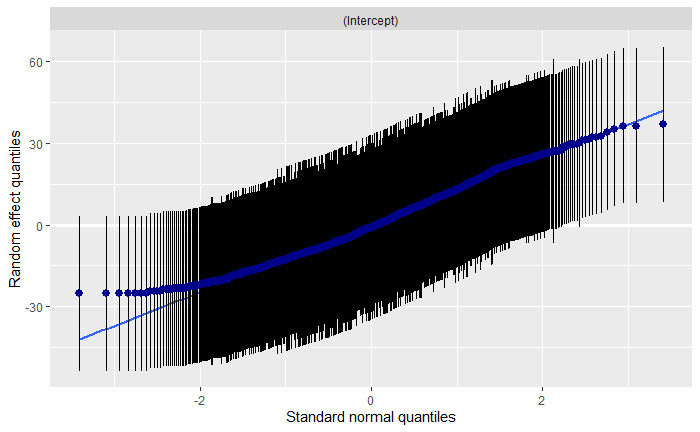 (Intercept)
Random effect quantiles
60
30
0
-30
-2
0
2
Standard normal quantiles